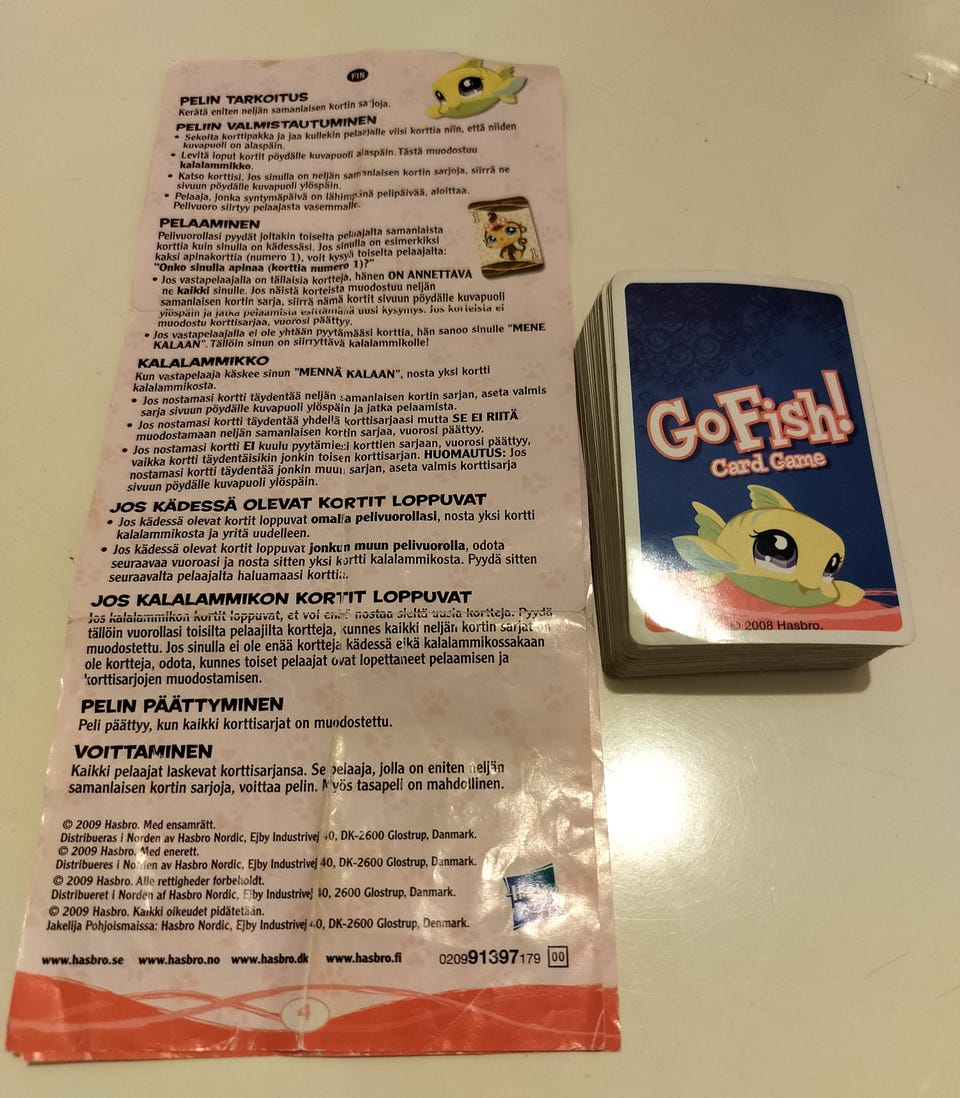 FIN
PELIN TARKOITUS
Kerätä eniten neljän samanlaisen kortin sarjoja.
PELIIN VALMISTAUTUMINEN
• Sekoita korttipakka ja jaa kullekin pelaajalle viisi korttia niin, että niiden
kuvapuoli on alaspäin.
• Levitä loput kortit pöydälle kuvapuoli alaspäin. Tästä muodostuu
kalalammikko.
• Katso korttisi. Jos sinulla on neljän samanlaisen kortin sarjoja, siirrä ne
sivuun pöydälle kuvapuoli ylöspäin.
• Pelaaja, jonka syntymäpäivä on lähimpänä pelipäivää, aloittaa.
Pelivuoro siirtyy pelaajasta vasemmalle.
PELAAMINEN
Pelivuorollasi pyydät joltakin toiselta pelaajalta samanlaista
korttia kuin sinulla on kädessäsi. Jos sinulla on esimerkiksi
kaksi apinakorttia (numero 1), voit kysyä toiselta pelaajalta:
"Onko sinulla apinaa (korttia numero 1)?"
• Jos vastapelaajalla on tällaisia kortteja, hänen ON ANNETTAVA
ne kaikki sinulle. Jos näistä korteista muodostuu neljän
samanlaisen kortin sarja, siirrä nämä kortit sivuun pöydälle kuvapuoli
ylöspäin ja jatka pelaamista esittämällä uusi kysymys. Jos korteista ei
muodostu korttisarjaa, vuorosi päättyy.
• Jos vastapelaajalla ei ole yhtään pyytämääsi korttia, hän sanoo sinulle "MENE
KALAAN". Tällöin sinun on siirryttävä kalalammikolle!
1
1
KALALAMMIKKO
Kun vastapelaaja käskee sinun "MENNÄ KALAAN", nosta yksi kortti
kalalammikosta.
• Jos nostamasi kortti täydentää neljän samanlaisen kortin sarjan, aseta valmis
sarja sivuun pöydälle kuvapuoli ylöspäin ja jatka pelaamista.
• Jos nostamasi kortti täydentää yhdellä korttisarjaasi mutta SE EI RIITÄ
muodostamaan neljän samanlaisen kortin sarjaa, vuorosi päättyy.
• Jos nostamasi kortti EI kuulu pyytämiesi korttien sarjaan, vuorosi päättyy,
vaikka kortti täydentäisikin jonkin toisen korttisarjan. HUOMAUTUS: Jos
nostamasi kortti täydentää jonkin muun sarjan, aseta valmis korttisarja
sivuun pöydälle kuvapuoli ylöspäin.
JOS KÄDESSÄ OLEVAT KORTIT LOPPUVAT
• Jos kädessä olevat kortit loppuvat omalla pelivuorollasi, nosta yksi kortti
kalalammikosta ja yritä uudelleen.
• Jos kädessä olevat kortit loppuvat jonkun muun pelivuorolla, odota
seuraavaa vuoroasi ja nosta sitten yksi kortti kalalammikosta. Pyydä sitten
seuraavalta pelaajalta haluamaasi korttia.
JOS KALALAMMIKON KORTIT LOPPUVAT
Jos kalalammikon kortit loppuvat, et voi enää nostaa sieltä uusia kortteja. Pyydä
tällöin vuorollasi toisilta pelaajilta kortteja, kunnes kaikki neljän kortin sarjat on
muodostettu. Jos sinulla ei ole enää kortteja kädessä eikä kalalammikossakaan
ole kortteja, odota, kunnes toiset pelaajat ovat lopettaneet pelaamisen ja
korttisarjojen muodostamisen.
PELIN PÄÄTTYMINEN
Peli päättyy, kun kaikki korttisarjat on muodostettu.
VOITTAMINEN
Kaikki pelaajat laskevat korttisarjansa. Se pelaaja, jolla on eniten neljän
samanlaisen kortin sarjoja, voittaa pelin. Myös tasapeli on mahdollinen.
© 2009 Hasbro. Med ensamrätt.
Distribueras i Norden av Hasbro Nordic, Ejby Industrivej 40, DK-2600 Glostrup, Danmark.
© 2009 Hasbro. Med enerett.
Distribueres i Norden av Hasbro Nordic, Ejby Industrivej 40, DK-2600 Glostrup, Danmark.
© 2009 Hasbro. Alle rettigheder forbeholdt.
Distribueret i Norden af Hasbro Nordic, Ejby Industrivej 40, 2600 Glostrup, Danmark.
© 2009 Hasbro. Kaikki oikeudet pidätetään.
Jakelija Pohjoismaissa: Hasbro Nordic, Ejby Industrivej 40, DK-2600 Glostrup, Denmark.
www.hasbro.se www.hasbro.no www.hasbro.dk www.hasbro.fi 020991397179 00
4
Go Fish!
Card Game
© 2008 Hasbro.